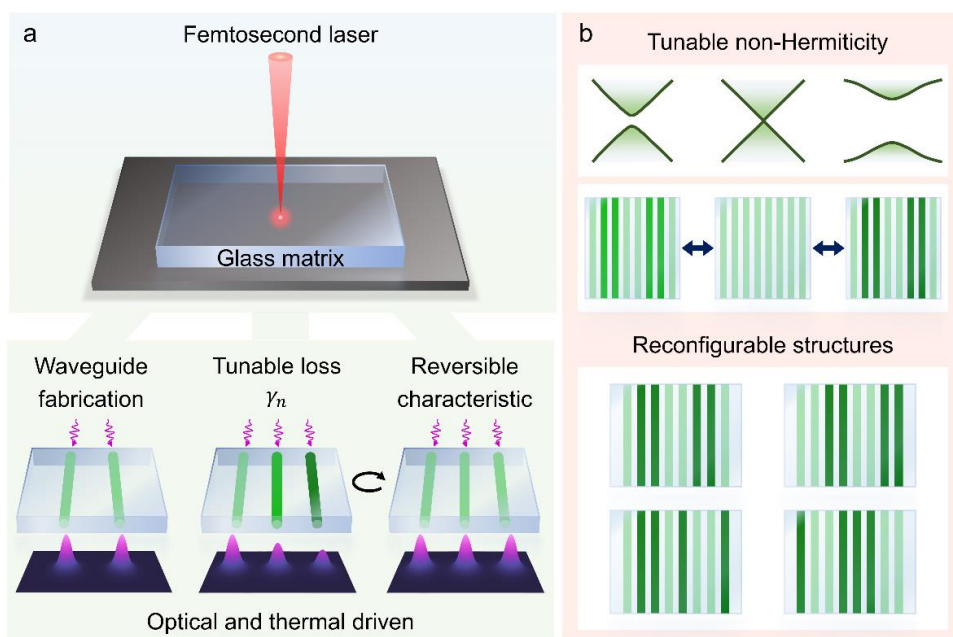 a
Femtosecond laser
Glass matrix
Waveguide
fabrication
Tunable loss
γn
Reversible
characteristic
Optical and thermal driven
b
Tunable non-Hermiticity
Reconfigurable structures